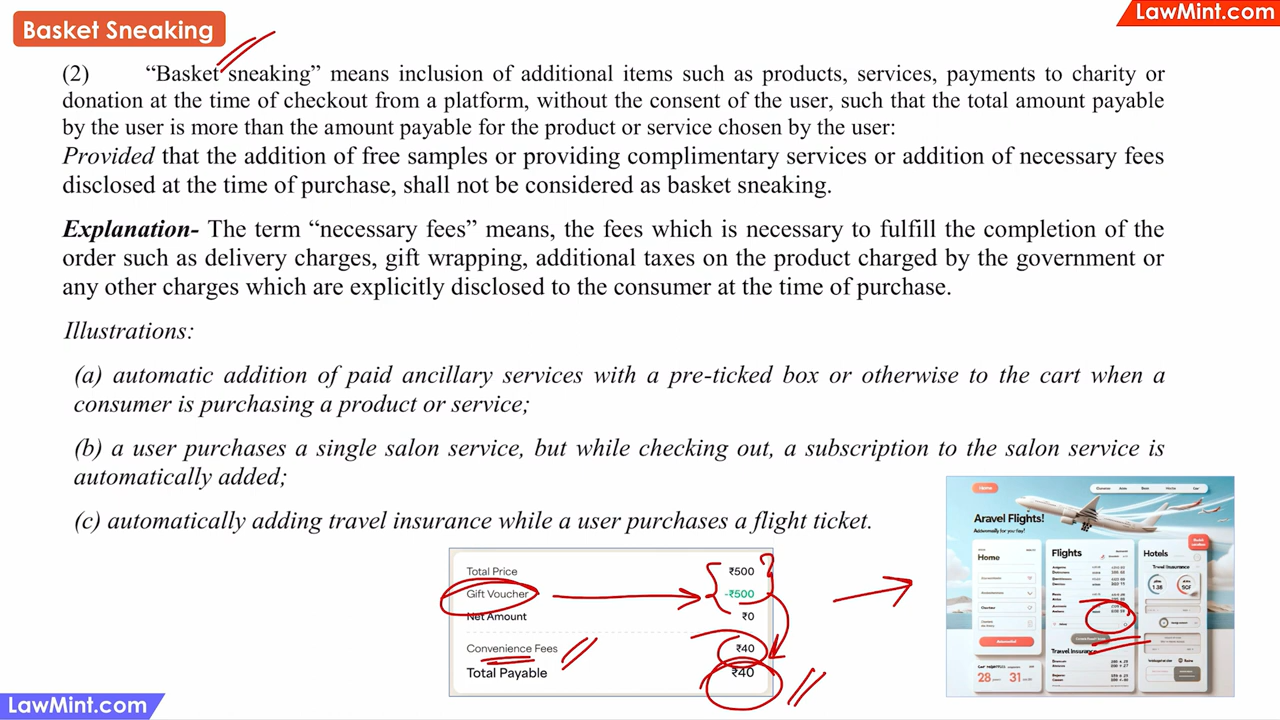 Basket Sneaking
LawMint.com
(2) “Basket sneaking” means inclusion of additional items such as products, services, payments to charity or
donation at the time of checkout from a platform, without the consent of the user, such that the total amount payable
by the user is more than the amount payable for the product or service chosen by the user:
Provided that the addition of free samples or providing complimentary services or addition of necessary fees
disclosed at the time of purchase, shall not be considered as basket sneaking.
Explanation- The term “necessary fees” means, the fees which is necessary to fulfill the completion of the
order such as delivery charges, gift wrapping, additional taxes on the product charged by the government or
any other charges which are explicitly disclosed to the consumer at the time of purchase.
Illustrations:
(a) automatic addition of paid ancillary services with a pre-ticked box or otherwise to the cart when a
consumer is purchasing a product or service;
(b) a user purchases a single salon service, but while checking out, a subscription to the salon service is
automatically added;
(c) automatically adding travel insurance while a user purchases a flight ticket.
Total Price ₹500
Gift Voucher -₹500
Net Amount ₹0
Convenience Fees ₹40
Total Payable ₹40
Aravel Flights!
Home
Flights
Hotels
Travel Insurance
28 31
LawMint.com